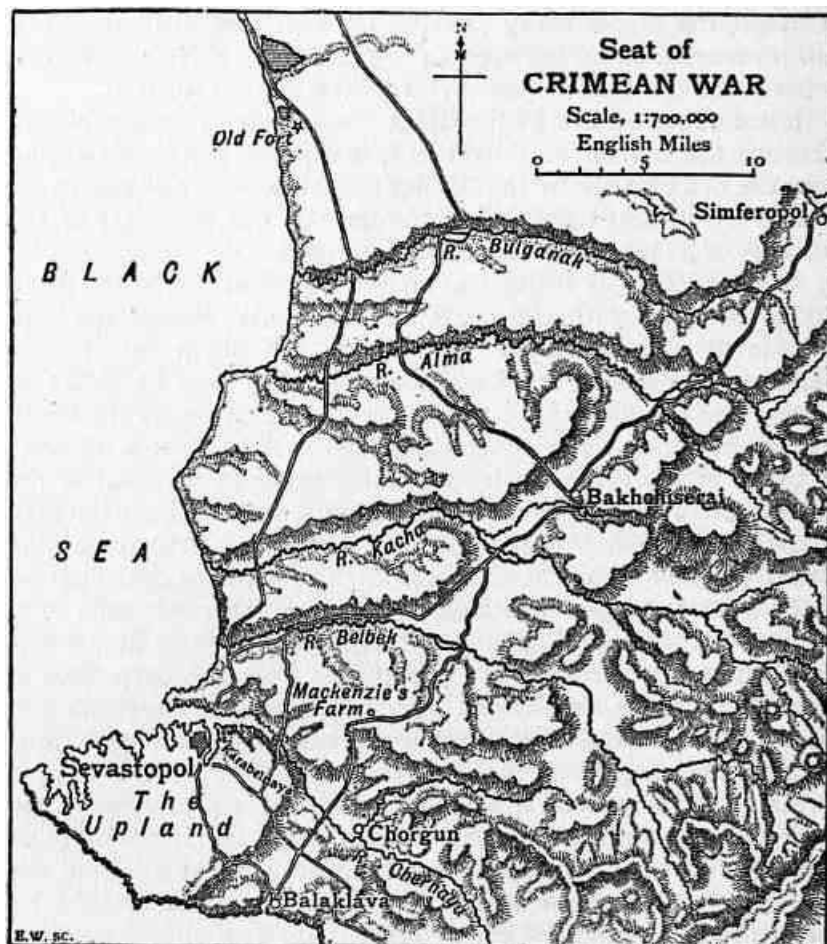 N
Seat of
CRIMEAN WAR
Scale, 1:700,000
English Miles
0 5 10
Old Fort
Simferopol
BLACK
R. Bulganak
R. Alma
Bakhchiserai
SEA
R. Kacha
R. Belbek
Mackenzie's
Farm
Sevastopol
Karabelnaya
The
Upland
Chorgun
R. Chernaya
Balaklava
E.W. sc.